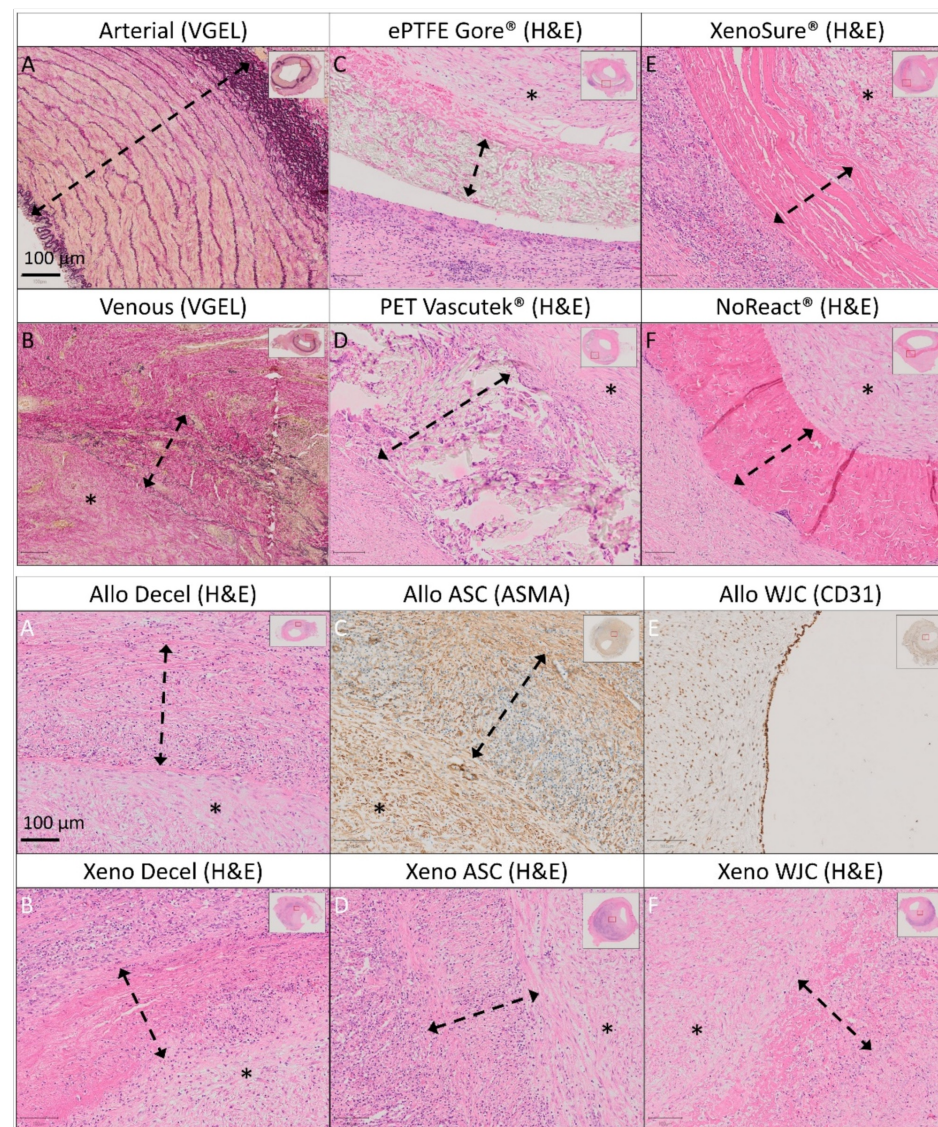 Arterial (VGEL) ePTFE Gore® (H&E) XenoSure® (H&E)
A C E
*
*
100 µm
Venous (VGEL) PET Vascutek® (H&E) NoReact® (H&E)
B D F
*
*
*
Allo Decel (H&E) Allo ASC (ASMA) Allo WJC (CD31)
A C E
*
*
100 µm
Xeno Decel (H&E) Xeno ASC (H&E) Xeno WJC (H&E)
B D F
*
*
*